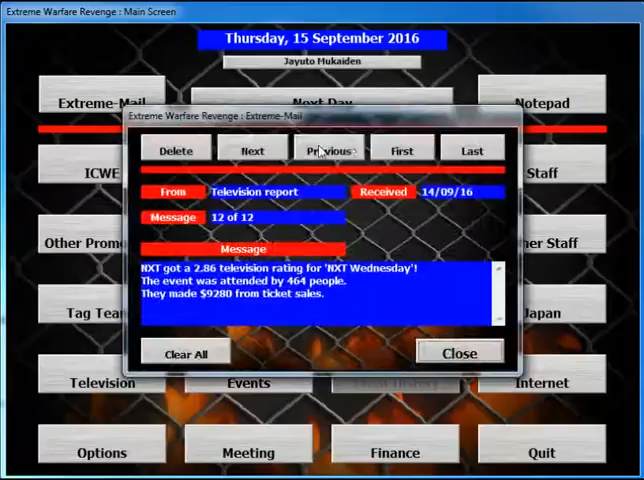 Extreme Warfare Revenge : Main Screen
Thursday, 15 September 2016
Jayuto Mukaiden
Extreme-Mail
Next Day
Notepad
Extreme Warfare Revenge : Extreme-Mail
Delete
Next
Previous
First
Last
ICWE
Staff
From
Television report
Received
14/09/16
Message
12 of 12
Other Promo
her Staff
Message
NXT got a 2.86 television rating for 'NXT Wednesday'!
The event was attended by 464 people.
They made $9280 from ticket sales.
Tag Team
Japan
Clear All
Close
Television
Events
Event History
Internet
Options
Meeting
Finance
Quit